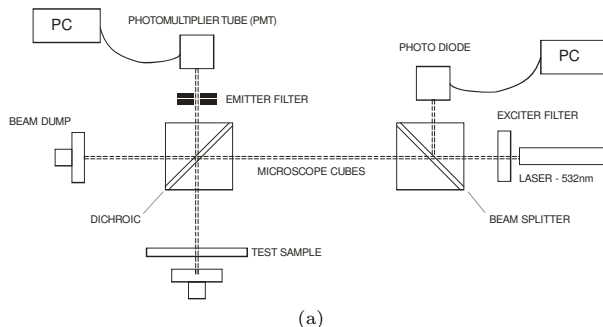 PC
PHOTOMULTIPLIER TUBE (PMT)
PHOTO DIODE
PC
EMITTER FILTER
EXCITER FILTER
BEAM DUMP
MICROSCOPE CUBES
LASER - 532nm
DICHROIC
BEAM SPLITTER
TEST SAMPLE
(a)